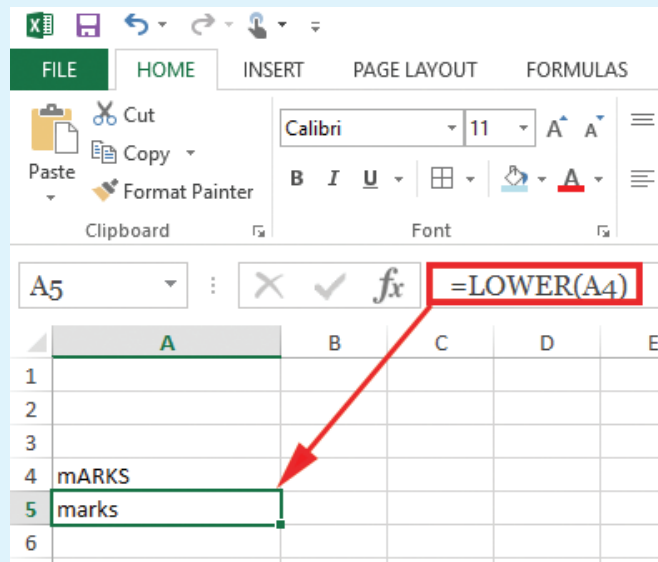 FILE HOME INSERT PAGE LAYOUT FORMULAS
Paste
Cut
Copy
Format Painter
Clipboard
Calibri 11 A A
B I U A
Font
A5 fx =LOWER(A4)
A B C D E
1
2
3
4 mARKS
5 marks
6